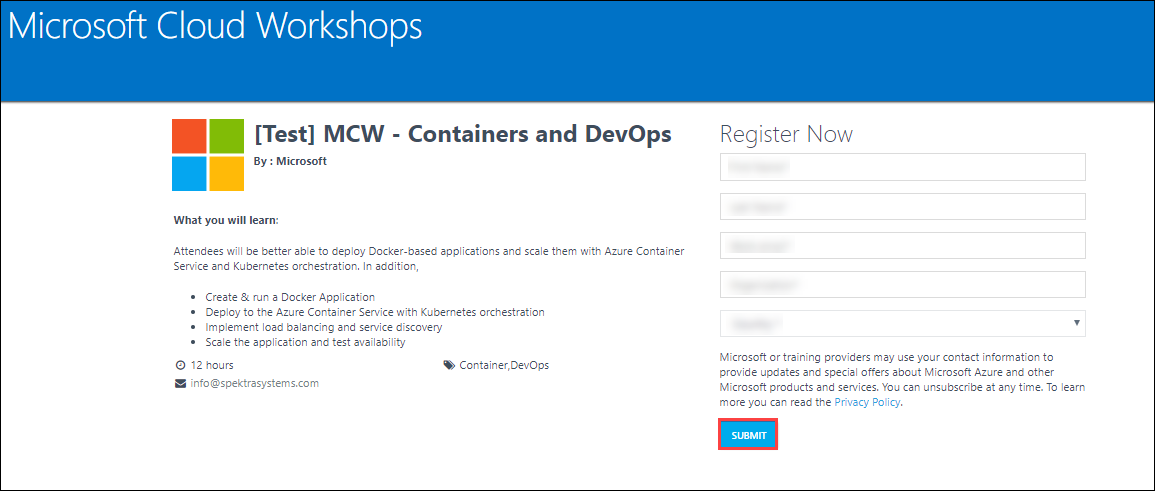 Microsoft Cloud Workshops
[Test] MCW - Containers and DevOps
By : Microsoft
What you will learn:
Attendees will be better able to deploy Docker-based applications and scale them with Azure Container
Service and Kubernetes orchestration. In addition,
Create & run a Docker Application
Deploy to the Azure Container Service with Kubernetes orchestration
Implement load balancing and service discovery
Scale the application and test availability
12 hours
Container,DevOps
info@spektrasystems.com
Register Now
Microsoft or training providers may use your contact information to
provide updates and special offers about Microsoft Azure and other
Microsoft products and services. You can unsubscribe at any time. To learn
more you can read the Privacy Policy.
SUBMIT